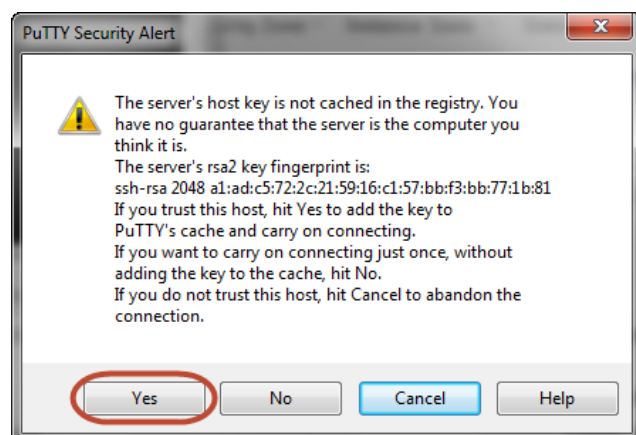 PuTTY Security Alert
The server's host key is not cached in the registry. You
have no guarantee that the server is the computer you
think it is.
The server's rsa2 key fingerprint is:
ssh-rsa 2048 a1:ad:c5:72:2c:21:59:16:c1:57:bb:f3:bb:77:1b:81
If you trust this host, hit Yes to add the key to
PuTTY's cache and carry on connecting.
If you want to carry on connecting just once, without
adding the key to the cache, hit No.
If you do not trust this host, hit Cancel to abandon the
connection.
Yes No Cancel Help